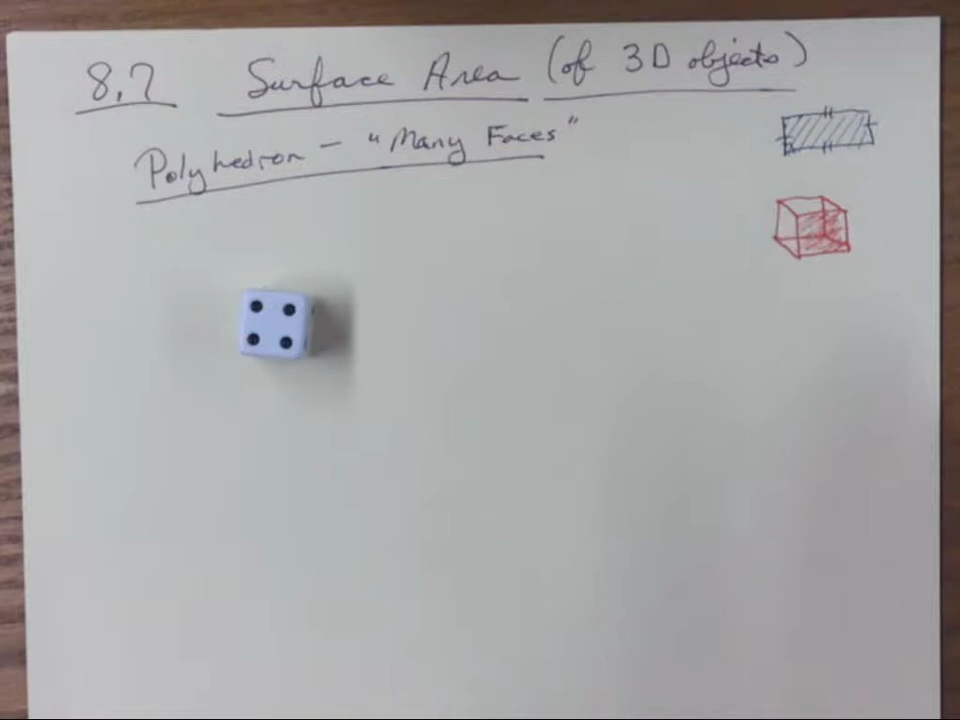 8.7 Surface Area (of 3D objects)
Polyhedron - "Many Faces"